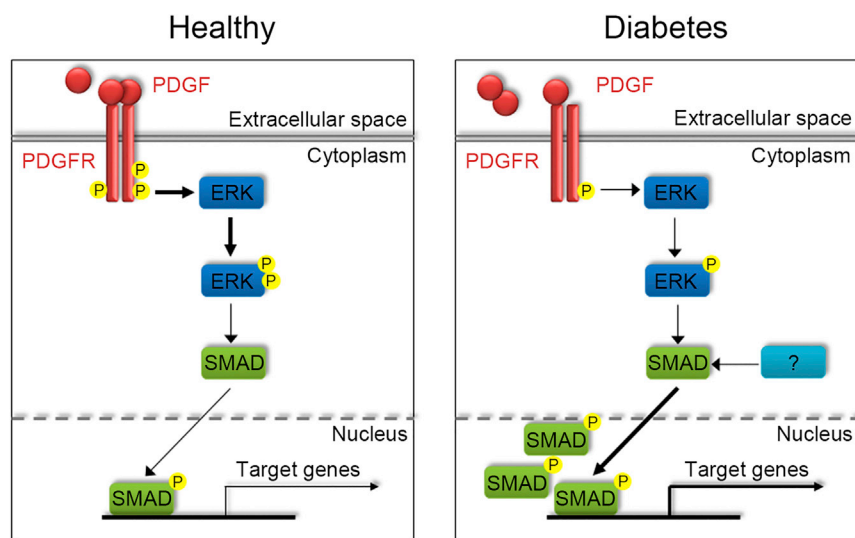 Healthy
PDGF
Extracellular space
PDGFR
Cytoplasm
P
P
P
ERK
P
ERK
P
SMAD
Nucleus
P
Target genes
SMAD
Diabetes
PDGF
Extracellular space
PDGFR
Cytoplasm
P
ERK
P
ERK
SMAD
?
P
Nucleus
SMAD
P
Target genes
SMAD
P
SMAD